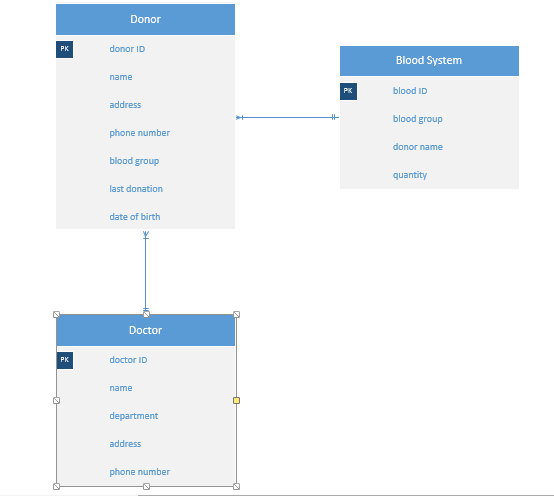 Donor
PK donor ID
name
address
phone number
blood group
last donation
date of birth
Blood System
PK blood ID
blood group
donor name
quantity
Doctor
PK doctor ID
name
department
address
phone number